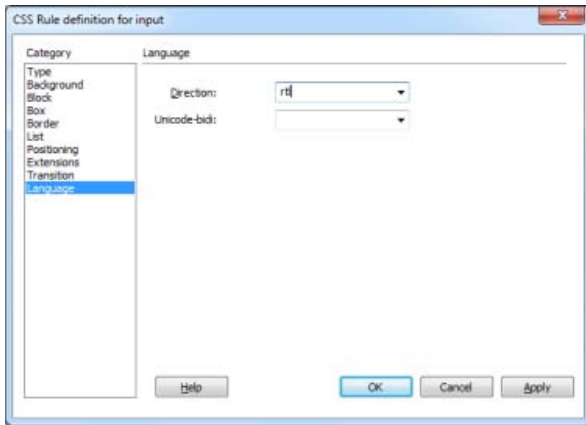 CSS Rule definition for input
Category
Language
Type
Background
Block
Box
Border
List
Positioning
Extensions
Transition
Language
Direction:
rtl
Unicode-bidi:
Help
OK
Cancel
Apply